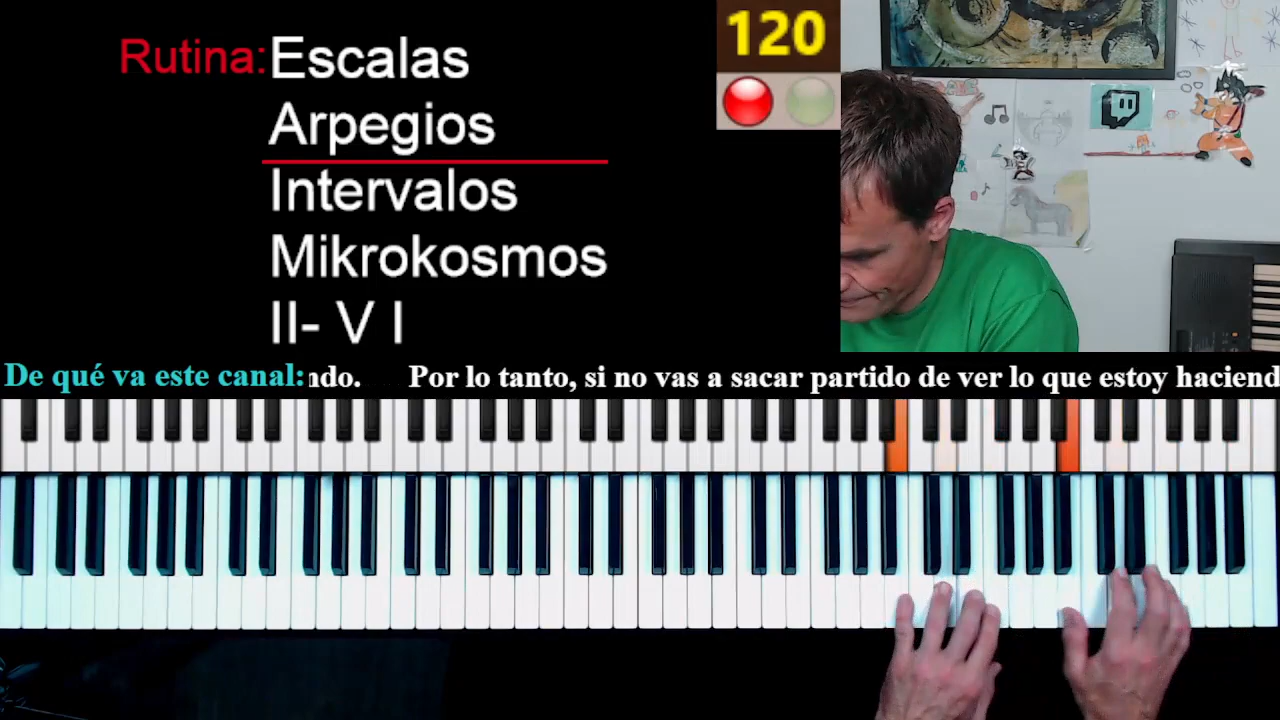 Rutina: Escalas
Arpegios
Intervalos
Mikrokosmos
II- V I
120
De qué va este canal: ndo. Por lo tanto, si no vas a sacar partido de ver lo que estoy haciend